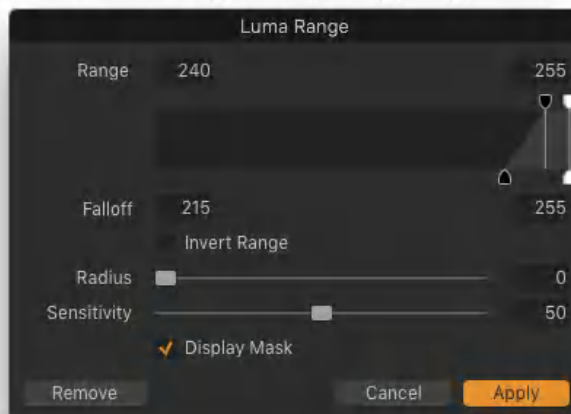 Luma Range
Range 240 255
Falloff 215 255
Invert Range
Radius 0
Sensitivity 50
Display Mask
Remove Cancel Apply